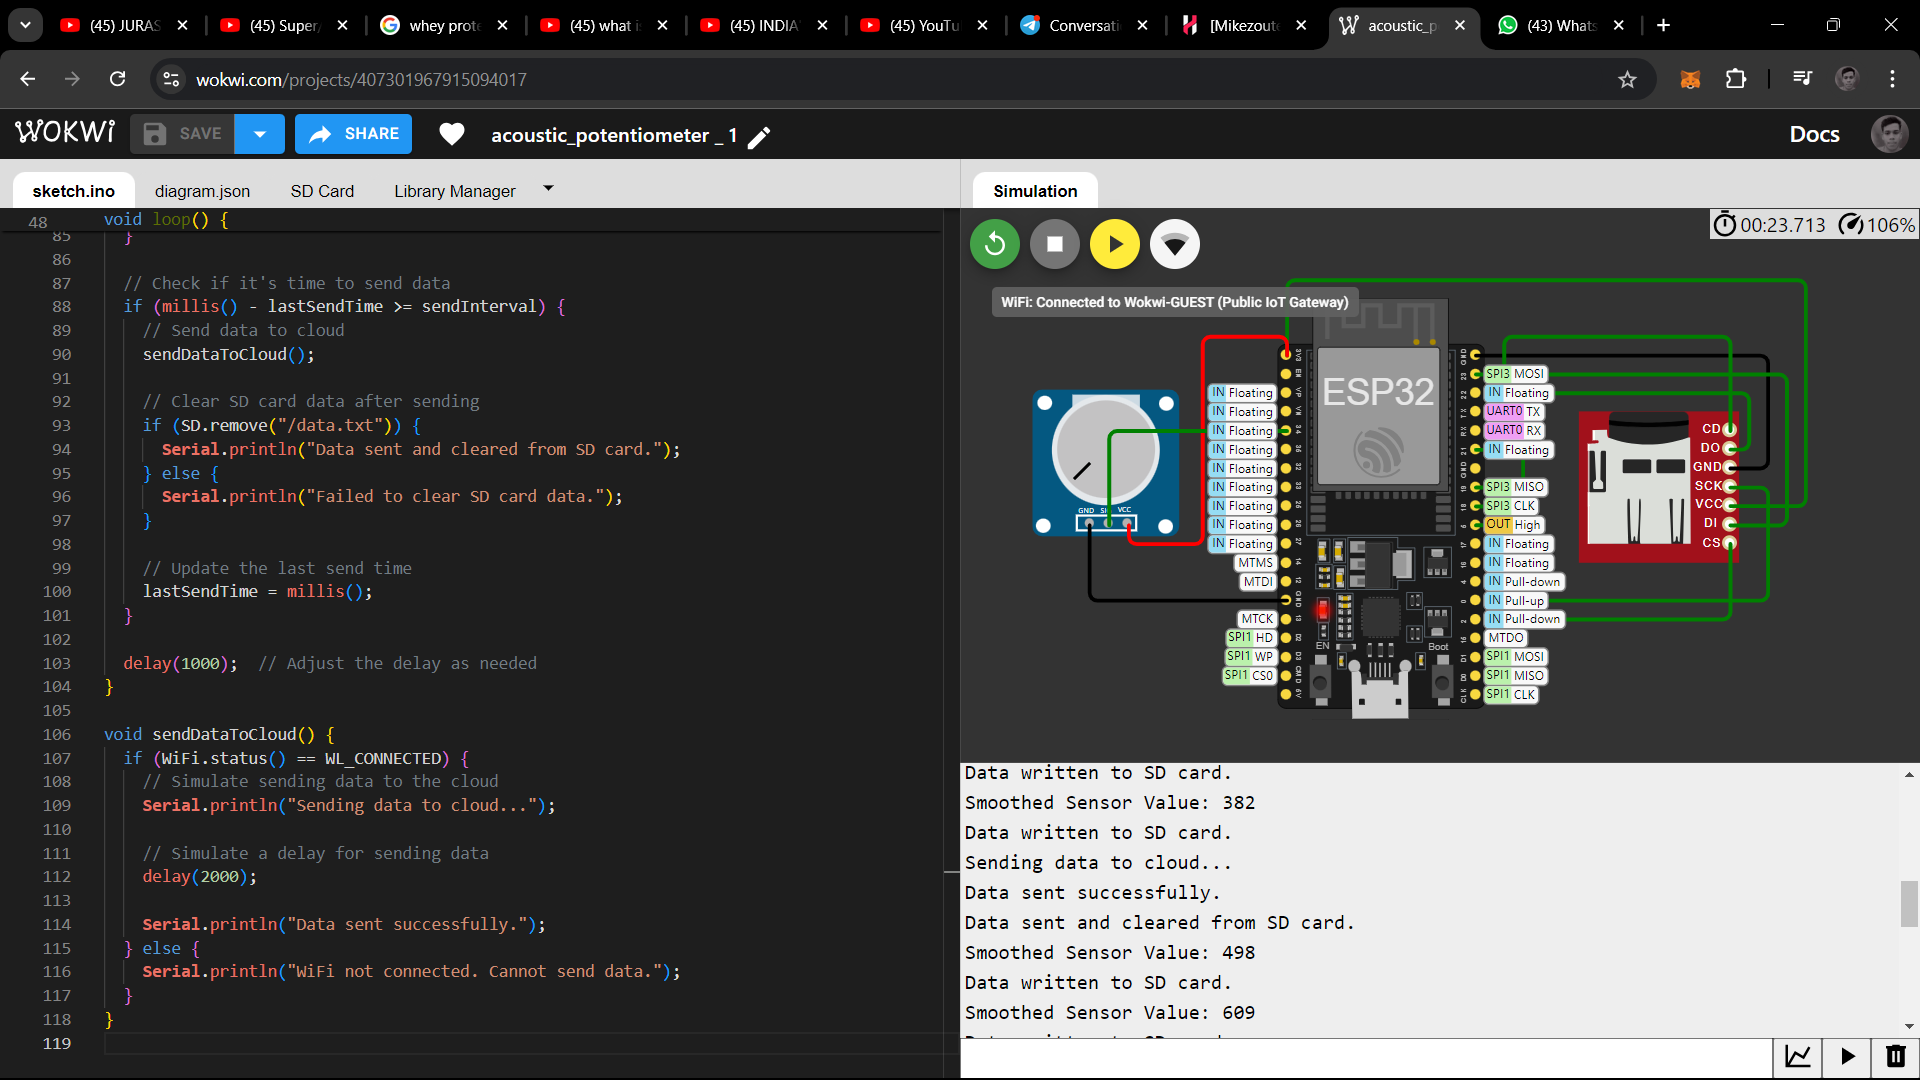 (45) JURAS
(45) Super
whey prote
(45) what i
(45) INDIA
(45) YouTu
Conversati
[Mikezoute
acoustic_p
(43) Whats
wokwi.com/projects/407301967915094017
WOKWI
SAVE
SHARE
acoustic_potentiometer _ 1
Docs
sketch.ino
diagram.json
SD Card
Library Manager
Simulation
48 void loop() {
85 }
86
87 // Check if it's time to send data
88 if (millis() - lastSendTime >= sendInterval) {
89 // Send data to cloud
90 sendDataToCloud();
91
92 // Clear SD card data after sending
93 if (SD.remove("/data.txt")) {
94 Serial.println("Data sent and cleared from SD card.");
95 } else {
96 Serial.println("Failed to clear SD card data.");
97 }
98
99 // Update the last send time
100 lastSendTime = millis();
101 }
102
103 delay(1000);  // Adjust the delay as needed
104 }
105
106 void sendDataToCloud() {
107 if (WiFi.status() == WL_CONNECTED) {
108 // Simulate sending data to the cloud
109 Serial.println("Sending data to cloud...");
110
111 // Simulate a delay for sending data
112 delay(2000);
113
114 Serial.println("Data sent successfully.");
115 } else {
116 Serial.println("WiFi not connected. Cannot send data.");
117 }
118 }
119
00:23.713 106%
WiFi: Connected to Wokwi-GUEST (Public IoT Gateway)
ESP32
GND SIG VCC
IN Floating
IN Floating
IN Floating
IN Floating
IN Floating
IN Floating
IN Floating
IN Floating
IN Floating
MTMS
MTDI
MTCK
SPI1 HD
SPI1 WP
SPI1 CS0
EN
Boot
SPI3 MOSI
IN Floating
UART0 TX
UART0 RX
IN Floating
SPI3 MISO
SPI3 CLK
OUT High
IN Floating
IN Floating
IN Pull-down
IN Pull-up
IN Pull-down
MTDO
SPI1 MOSI
SPI1 MISO
SPI1 CLK
CD
DO
GND
SCK
VCC
DI
CS
Data written to SD card.
Smoothed Sensor Value: 382
Data written to SD card.
Sending data to cloud...
Data sent successfully.
Data sent and cleared from SD card.
Smoothed Sensor Value: 498
Data written to SD card.
Smoothed Sensor Value: 609